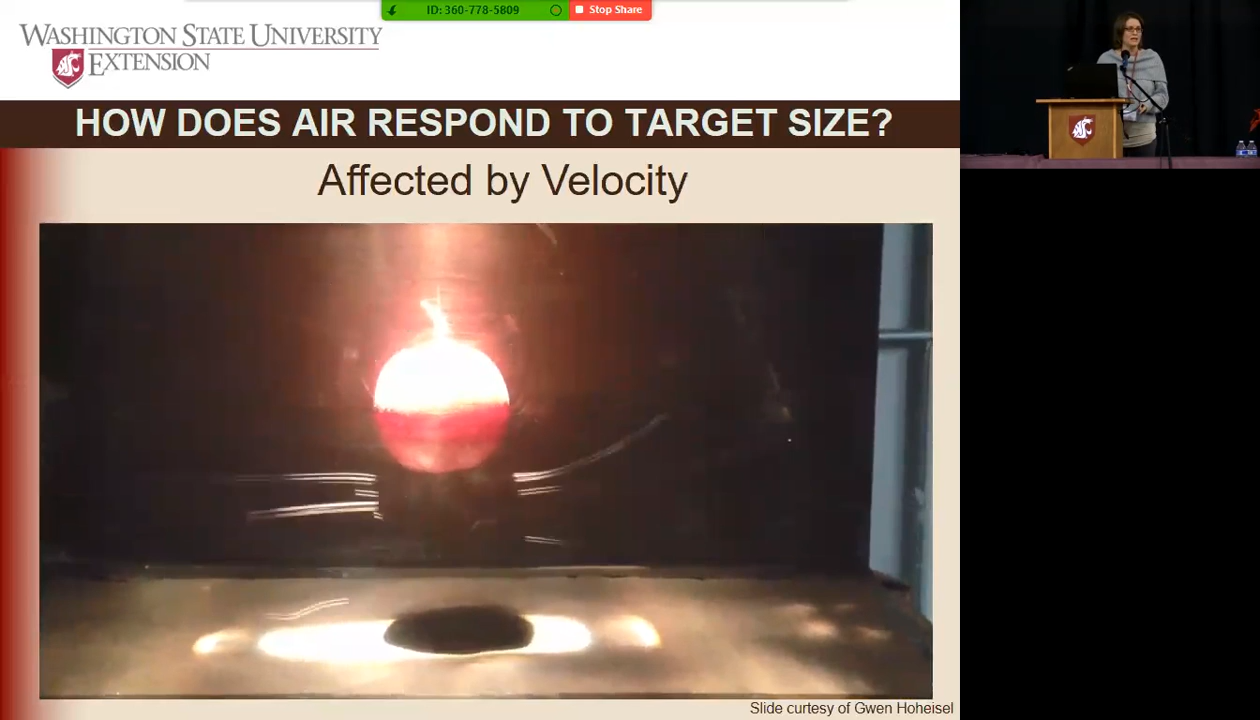 ID: 360-778-5809
Stop Share
WASHINGTON STATE UNIVERSITY
EXTENSION
HOW DOES AIR RESPOND TO TARGET SIZE?
Affected by Velocity
Slide curtesy of Gwen Hoheisel